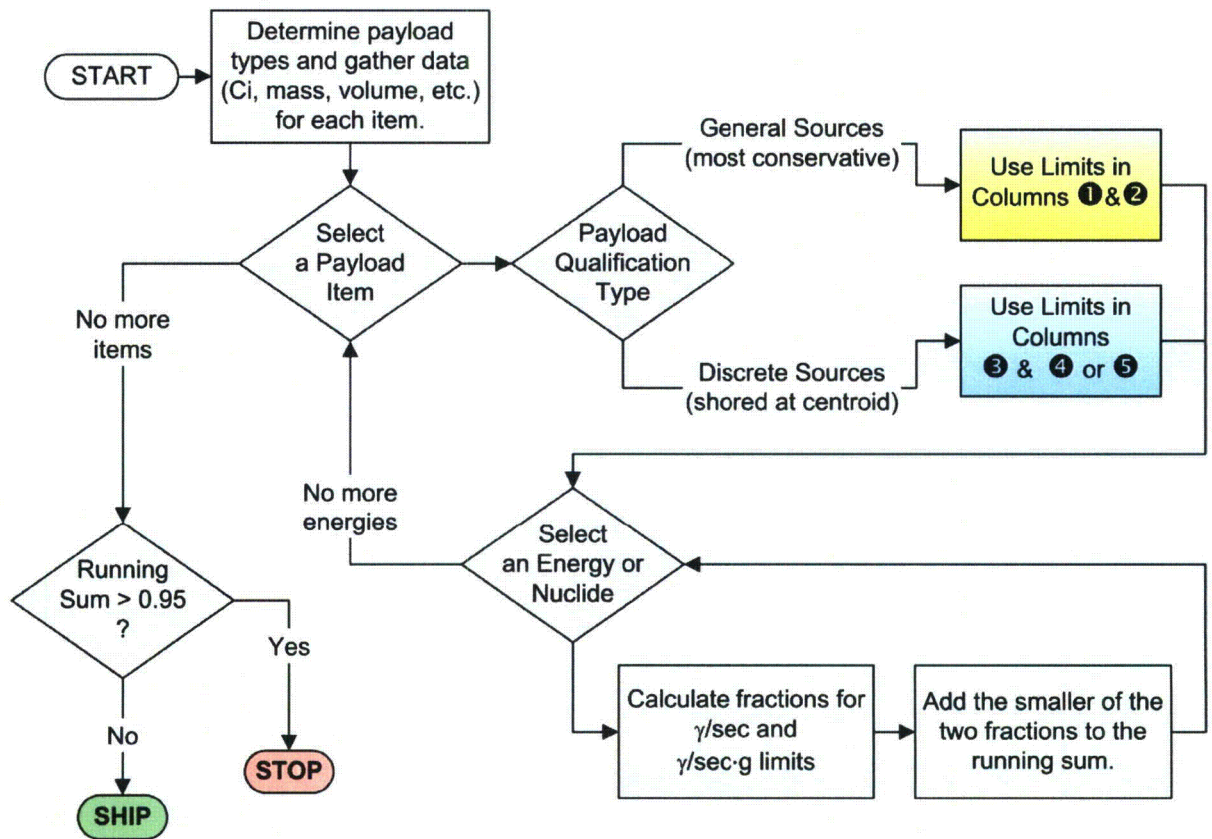 START
Determine payload
types and gather data
(Ci, mass, volume, etc.)
for each item.
Select
a Payload
Item
Payload
Qualification
Type
General Sources
(most conservative)
Use Limits in
Columns ❶&❷
Discrete Sources
(shored at centroid)
Use Limits in
Columns
❸ & ❹ or ❺
No more
items
No more
energies
Select
an Energy or
Nuclide
Calculate fractions for
γ/sec and
γ/sec·g limits
Add the smaller of the
two fractions to the
running sum.
Running
Sum > 0.95
?
Yes
No
STOP
SHIP